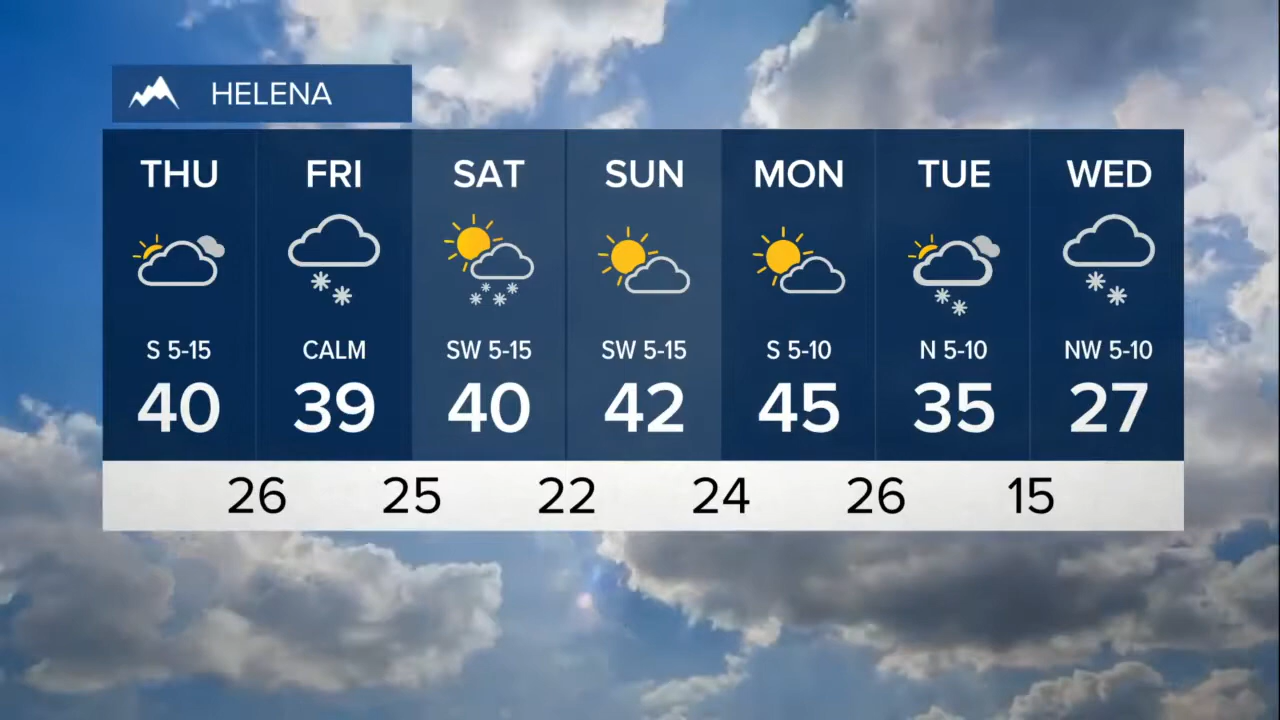 HELENA
THU FRI SAT SUN MON TUE WED
S 5-15 CALM SW 5-15 SW 5-15 S 5-10 N 5-10 NW 5-10
40 39 40 42 45 35 27
26 25 22 24 26 15